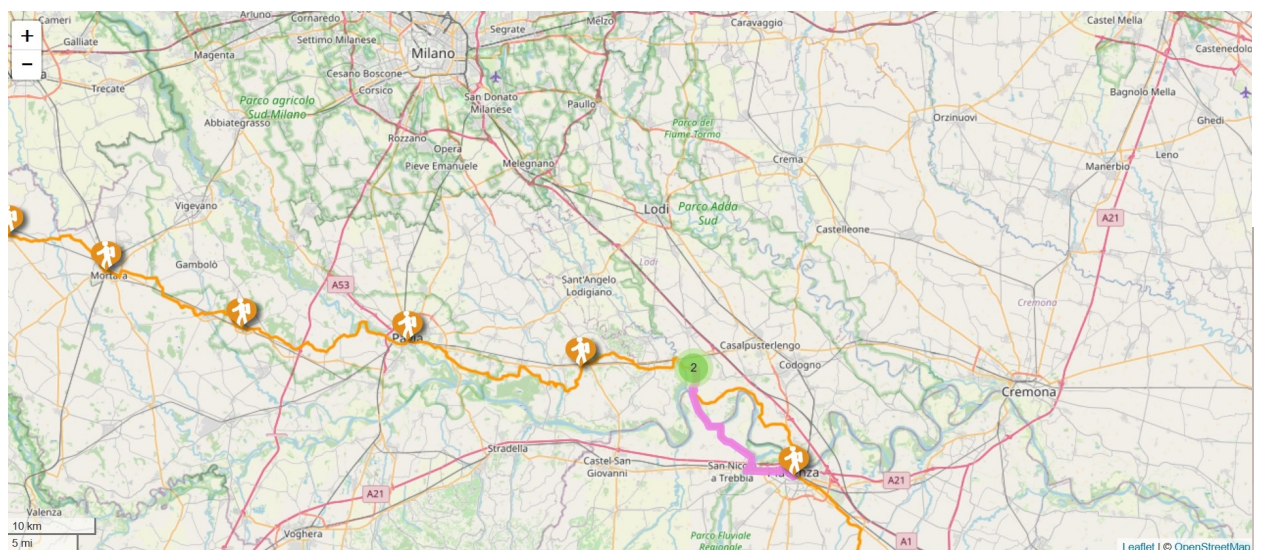 Cameri
Arluno
Cornaredo
Segrate
Melzo
Caravaggio
Castel Mella
+
Galliate
Settimo Milanese
Milano
Castenedolo
Magenta
−
Cesano Boscone
Trecate
Corsico
San Donato
Milanese
Bagnolo Mella
Parco agricolo
Sud Milano
Paullo
Abbiategrasso
Parco del
Fiume Tormo
Orzinuovi
Ghedi
Rozzano
Opera
Pieve Emanuele
Melegnano
Crema
Manerbio
Leno
Vigevano
Lodi
Parco Adda
Sud
A21
Castelleone
Gambolò
Lodi
Mortara
Sant'Angelo
Lodigiano
A53
Cremona
Casalpusterlengo
2
Codogno
Cremona
Stradella
Castel San
Giovanni
San Nico
a Trebbia
A21
A21
Valenza
10 km
5 mi
Voghera
Parco Fluviale
Regionale
A1
Leaflet | © OpenStreetMap